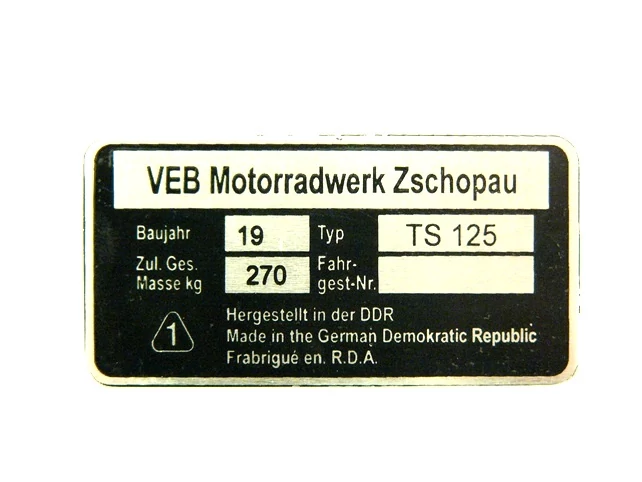 VEB Motorradwerk Zschopau
Baujahr 19 Typ TS 125
Zul. Ges. Masse kg 270 Fahr-gest-Nr.
1
Hergestellt in der DDR
Made in the German Demokratic Republic
Frabrigué en. R.D.A.